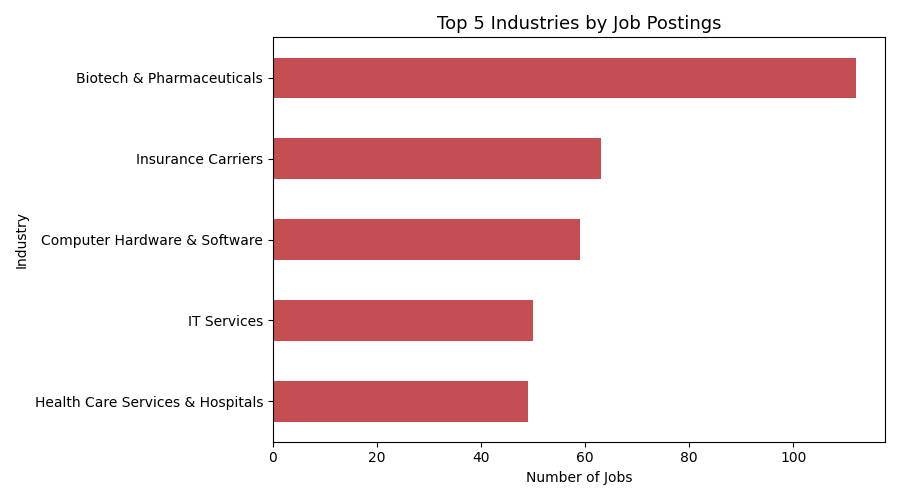 Top 5 Industries by Job Postings
Industry
Biotech & Pharmaceuticals
Insurance Carriers
Computer Hardware & Software
IT Services
Health Care Services & Hospitals
0 20 40 60 80 100
Number of Jobs